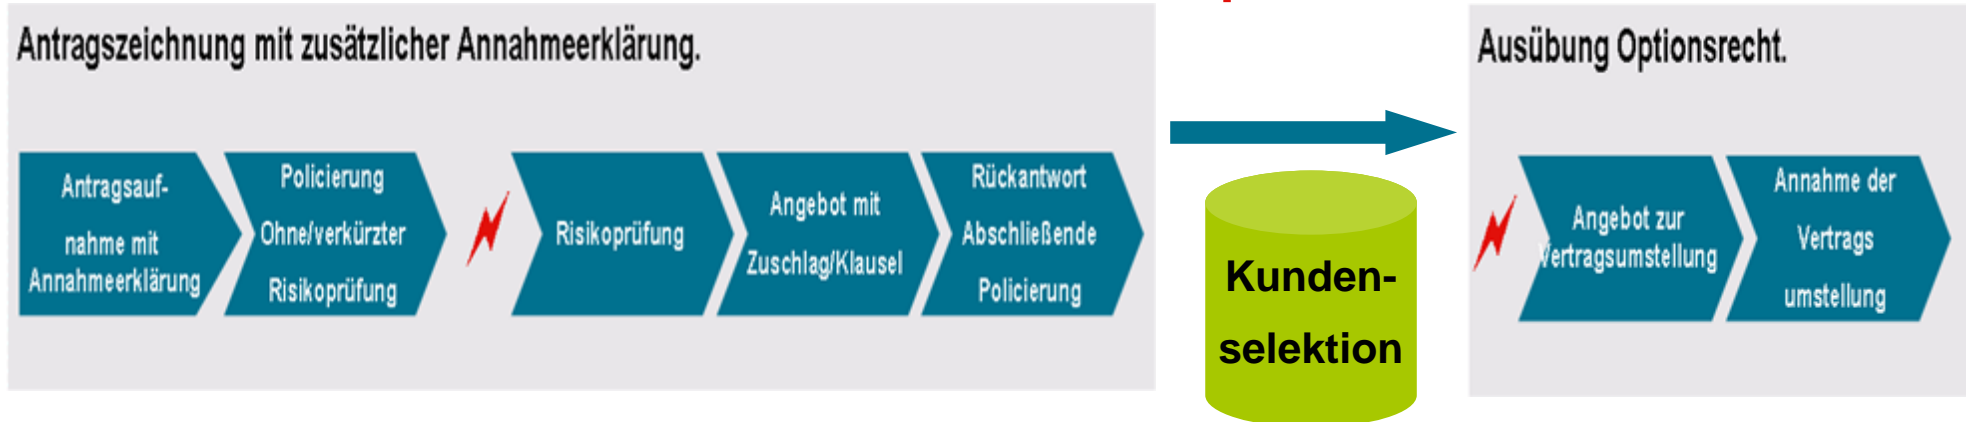 Antragszeichnung mit zusätzlicher Annahmeerklärung.
Antragsauf-
nahme mit
Annahmeerklärung
Policierung
Ohne/verkürzter
Risikoprüfung
Risikoprüfung
Angebot mit
Zuschlag/Klausel
Rückantwort
Abschließende
Policierung
Kunden-
selektion
Ausübung Optionsrecht.
Angebot zur
Vertragsumstellung
Annahme der
Vertrags
umstellung